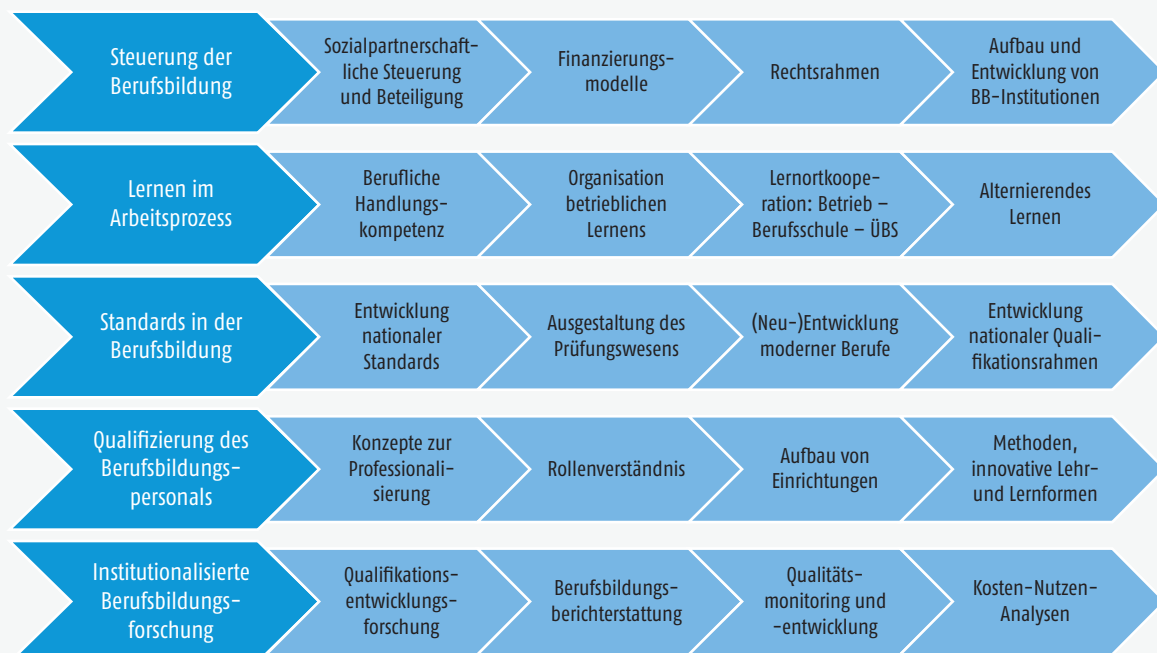 Steuerung der
Berufsbildung
Sozialpartnerschaft-
liche Steuerung
und Beteiligung
Finanzierungs-
modelle
Rechtsrahmen
Aufbau und
Entwicklung von
BB-Institutionen
Lernen im
Arbeitsprozess
Berufliche
Handlungs-
kompetenz
Organisation
betrieblichen
Lernens
Lernortkoope-
ration: Betrieb –
Berufsschule – ÜBS
Alternierendes
Lernen
Standards in der
Berufsbildung
Entwicklung
nationaler
Standards
Ausgestaltung des
Prüfungswesens
(Neu-)Entwicklung
moderner Berufe
Entwicklung
nationaler Quali-
fikationsrahmen
Qualifizierung des
Berufsbildungs-
personals
Konzepte zur
Professionali-
sierung
Rollenverständnis
Aufbau von
Einrichtungen
Methoden,
innovative Lehr-
und Lernformen
Institutionalisierte
Berufsbildungs-
forschung
Qualifikations-
entwicklungs-
forschung
Berufsbildungs-
berichterstattung
Qualitäts-
monitoring und
-entwicklung
Kosten-Nutzen-
Analysen